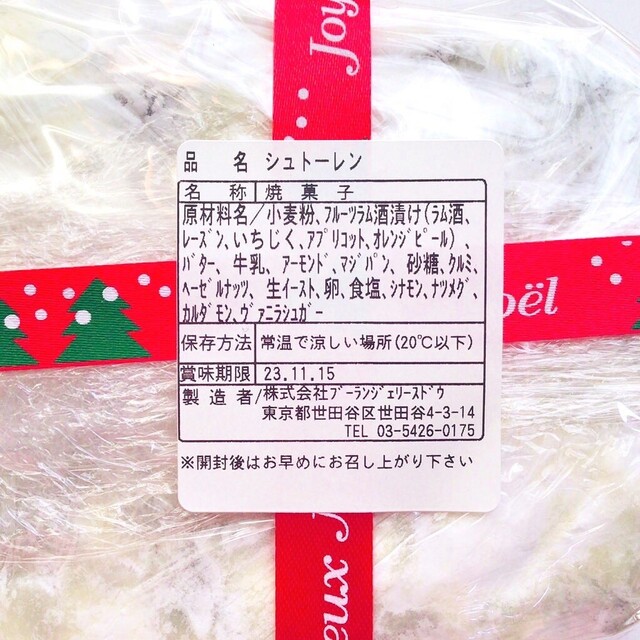 Joy
品 名 シュトーレン
名 称 焼 菓 子
原材料名／小麦粉､ﾌﾙｰﾂﾗﾑ酒漬け(ﾗﾑ酒､
ﾚｰｽﾞﾝ､いちじく､ｱﾌﾟﾘｺｯﾄ､ｵﾚﾝｼﾞﾋﾟｰﾙ)､
ﾊﾞﾀｰ､ 牛乳､ ｱｰﾓﾝﾄﾞ､ﾏｼﾞﾊﾟﾝ､ 砂糖､ｸﾙﾐ､
ﾍｰｾﾞﾙﾅｯﾂ､ 生ｲｰｽﾄ､卵､食塩､ｼﾅﾓﾝ､ﾅﾂﾒｸﾞ､
ｶﾙﾀﾞﾓﾝ､ｳﾞｧﾆﾗｼｭｶﾞｰ
保存方法 常温で涼しい場所(20℃以下)
賞味期限 23.11.15
製 造 者/株式会社ﾌﾞｰﾗﾝｼﾞｪﾘｰｽﾄﾞｳ
東京都世田谷区世田谷4-3-14
TEL 03-5426-0175
※開封後はお早めにお召し上がり下さい
oël
eux J